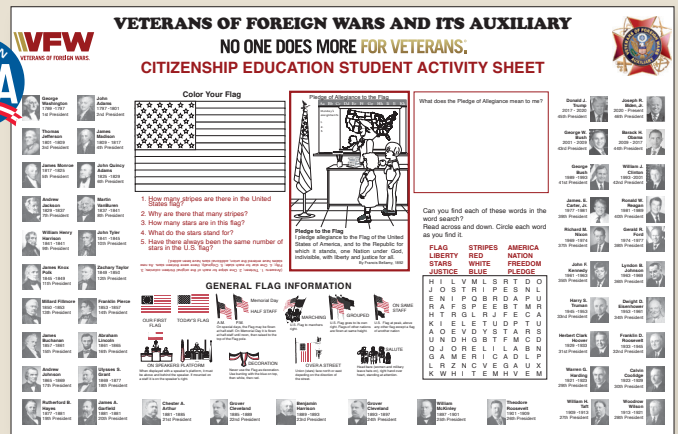 VETERANS OF FOREIGN WARS AND ITS AUXILIARY
VFW
VETERANS OF FOREIGN WARS.
NO ONE DOES MORE FOR VETERANS.
CITIZENSHIP EDUCATION STUDENT ACTIVITY SHEET
George
Washington
1789 - 1797
1st President
John
Adams
1797 - 1801
2nd President
Thomas
Jefferson
1801 - 1809
3rd President
James
Madison
1809 - 1817
4th President
James Monroe
1817 - 1825
5th President
John Quincy
Adams
1825 - 1829
6th President
Andrew
Jackson
1829 - 1837
7th President
Martin
VanBuren
1837 - 1841
8th President
William Henry
Harrison
1841 - 1841
9th President
John Tyler
1841 - 1845
10th President
James Knox
Polk
1845 - 1849
11th President
Zachary Taylor
1849 - 1850
12th President
Millard Fillmore
1850 - 1853
13th President
Franklin Pierce
1853 - 1857
14th President
James
Buchanan
1857 - 1861
15th President
Abraham
Lincoln
1861 - 1865
16th President
Andrew
Johnson
1865 - 1869
17th President
Ulysses S.
Grant
1869 - 1877
18th President
Rutherford B.
Hayes
1877 - 1881
19th President
James A.
Garfield
1881 - 1881
20th President
Chester A.
Arthur
1881 - 1885
21st President
Grover
Cleveland
1885 - 1889
22nd President
Benjamin
Harrison
1889 - 1893
23rd President
Grover
Cleveland
1893 - 1897
24th President
William
McKinley
1897 - 1901
25th President
Theodore
Roosevelt
1901 - 1909
26th President
Color Your Flag
1. How many stripes are there in the United
States flag?
2. Why are there that many stripes?
3. How many stars are in this flag?
4. What do the stars stand for?
5. Have there always been the same number of
stars in the U.S. flag?
Pledge of Allegiance to the Flag
Pledge to the Flag
I pledge allegiance to the Flag of the United
States of America, and to the Republic for
which it stands, one Nation under God,
indivisible, with liberty and justice for all.
By Francis Bellamy, 1892
What does the Pledge of Allegiance mean to me?
Can you find each of these words in the
word search?
Read across and down. Circle each word
as you find it.
FLAG STRIPES AMERICA
LIBERTY RED NATION
STARS WHITE FREEDOM
JUSTICE BLUE PLEDGE
H I L V M L S R T D O
J O S T R I P E S N L
E N I P Q B R D A P U
R A F S P E E B T M R
H T R G L R J F E C A
K I E L E T U D P T U
A O E V D Y S T A R S
U N D H G B T F M C D
Q J O R E L I L A B N
G A M E R I C A D L P
L R Z N C V E G A U X
K W H I T E M H V E M
GENERAL FLAG INFORMATION
OUR FIRST
FLAG
TODAY'S FLAG
A.M. P.M.
Memorial Day
HALF STAFF
MARCHING
GROUPED
ON SAME
STAFF
ON SPEAKERS PLATFORM
DECORATION
OVER A STREET
SALUTE
Donald J.
Trump
2017 - 2020
45th President
Joseph R.
Biden, Jr.
2020 - Present
46th President
George W.
Bush
2001 - 2009
43rd President
Barack H.
Obama
2009 - 2017
44th President
George
Bush
1989 - 1993
41st President
William J.
Clinton
1993 - 2001
42nd President
James. E.
Carter, Jr.
1977 - 1981
39th President
Ronald W.
Reagan
1981 - 1989
40th President
Richard M.
Nixon
1969 - 1974
37th President
Gerald R.
Ford
1974 - 1977
38th President
John F.
Kennedy
1961 - 1963
35th President
Lyndon B.
Johnson
1963 - 1969
36th President
Harry S.
Truman
1945 - 1953
33rd President
Dwight D.
Eisenhower
1953 - 1961
34th President
Herbert Clark
Hoover
1929 - 1933
31st President
Franklin D.
Roosevelt
1933 - 1945
32nd President
Warren G.
Harding
1921 - 1923
29th President
Calvin
Coolidge
1923 - 1929
30th President
William H.
Taft
1909 - 1913
27th President
Woodrow
Wilson
1913 - 1921
28th President